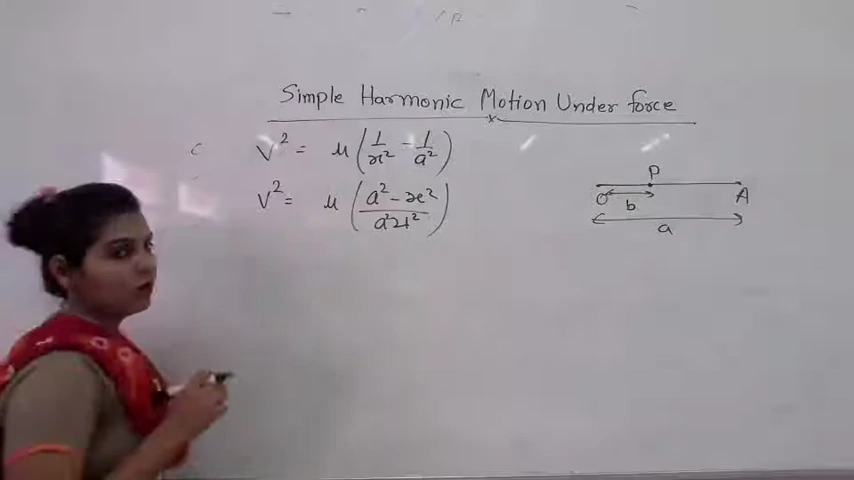 Simple Harmonic Motion Under force
V² = μ (1/x² - 1/a²)
V² = μ (a² - x² / a²x²)
P
O A
b
a